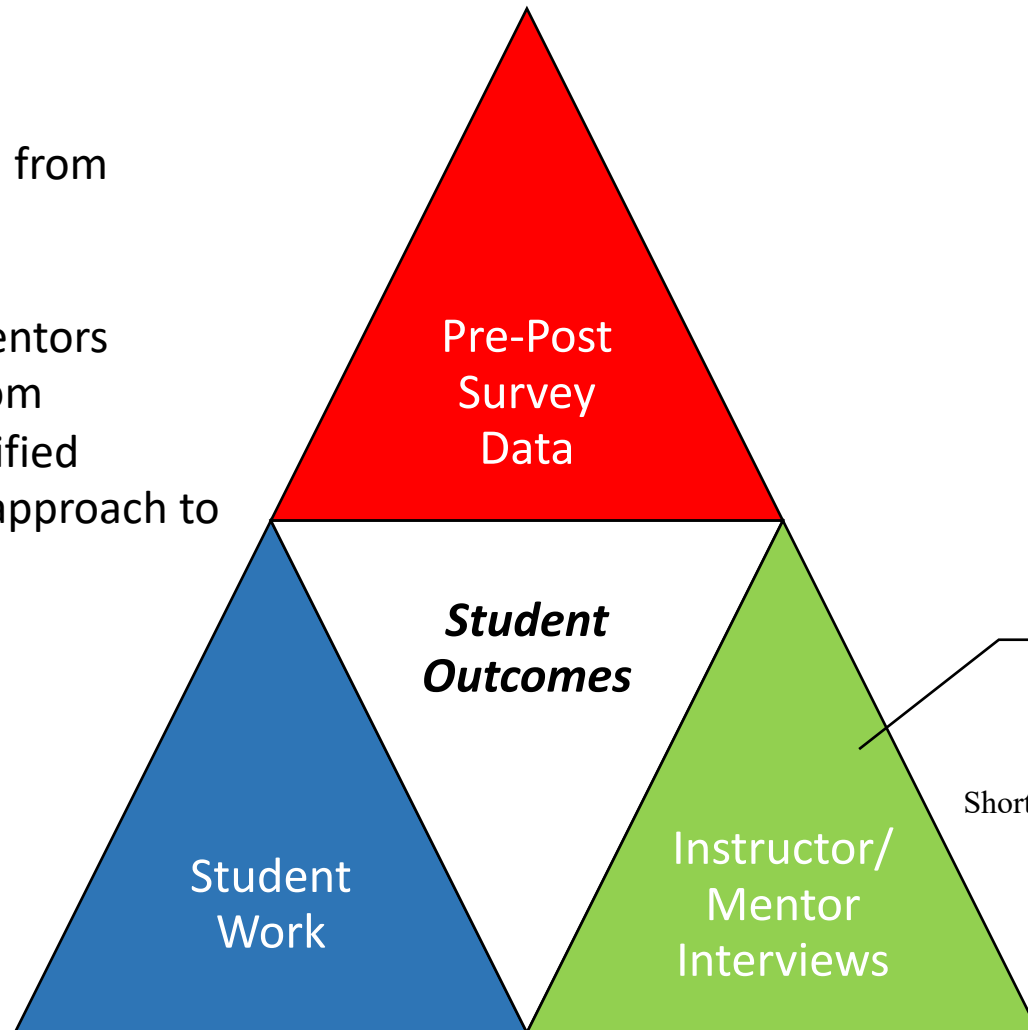 from
entors
om
ified
approach to
Pre-Post
Survey
Data
Student
Outcomes
Short
Instructor/
Mentor
Interviews
Student
Work